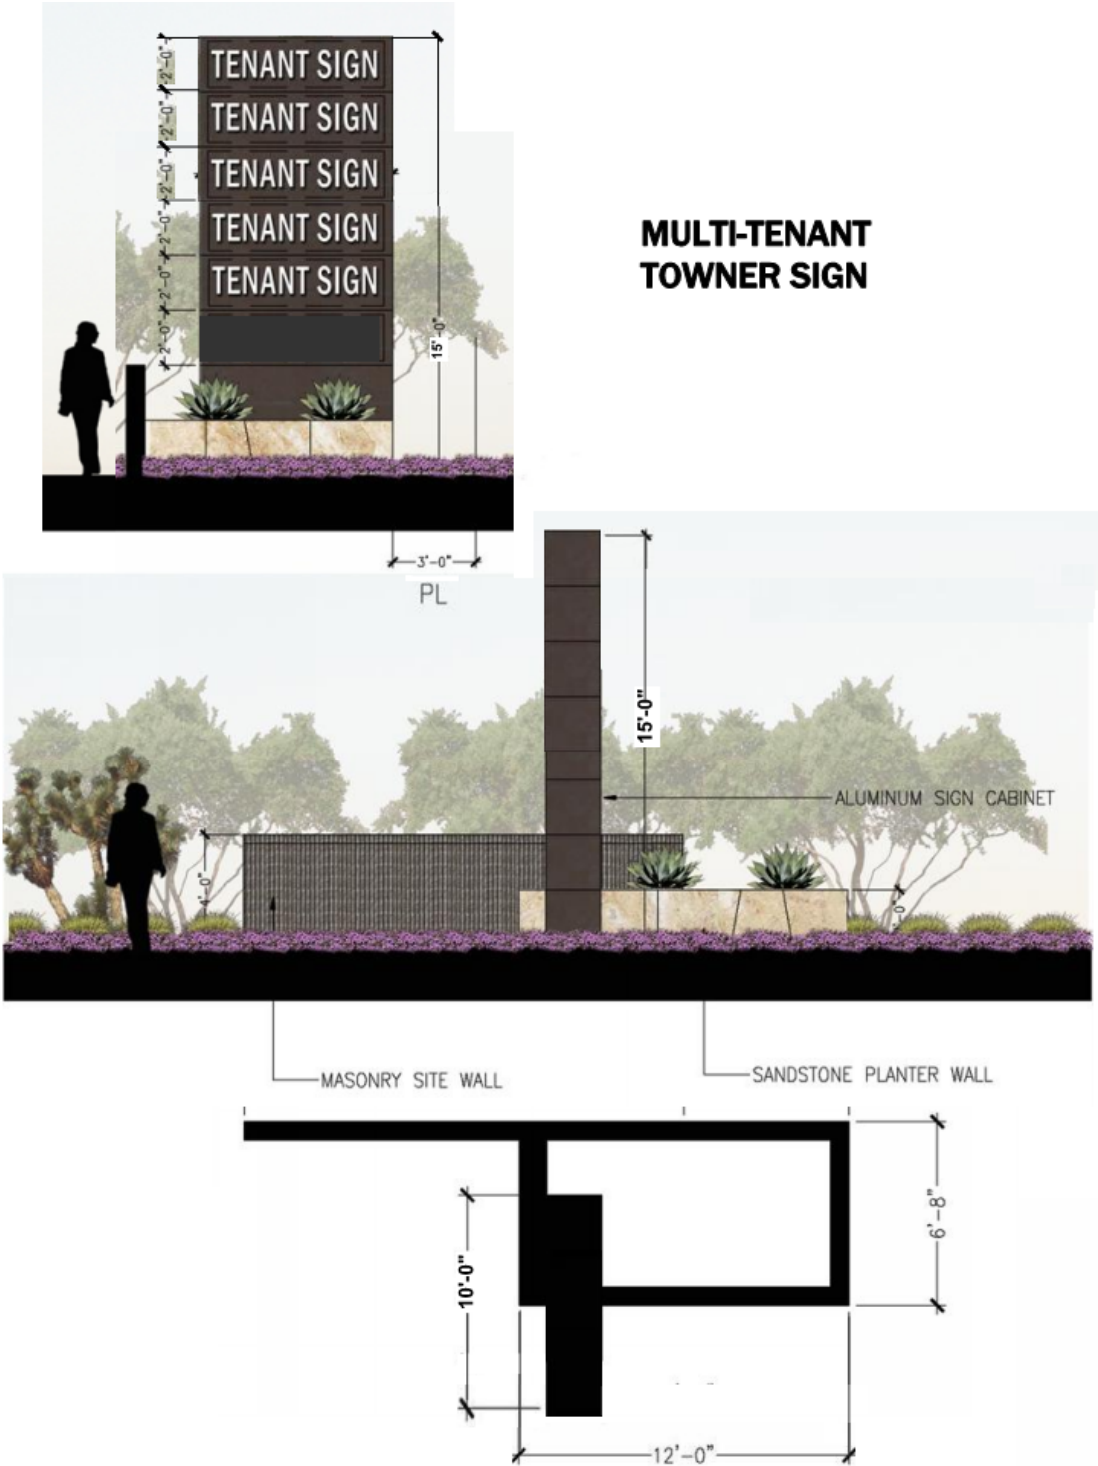 2'-0"
TENANT SIGN
2'-0"
TENANT SIGN
2'-0"
TENANT SIGN
2'-0"
TENANT SIGN
2'-0"
TENANT SIGN
2'-0"
15'-0"
MULTI-TENANT
TOWNER SIGN
3'-0"
PL
15'-0"
ALUMINUM SIGN CABINET
4'-0"
MASONRY SITE WALL
SANDSTONE PLANTER WALL
6'-8"
10'-0"
12'-0"